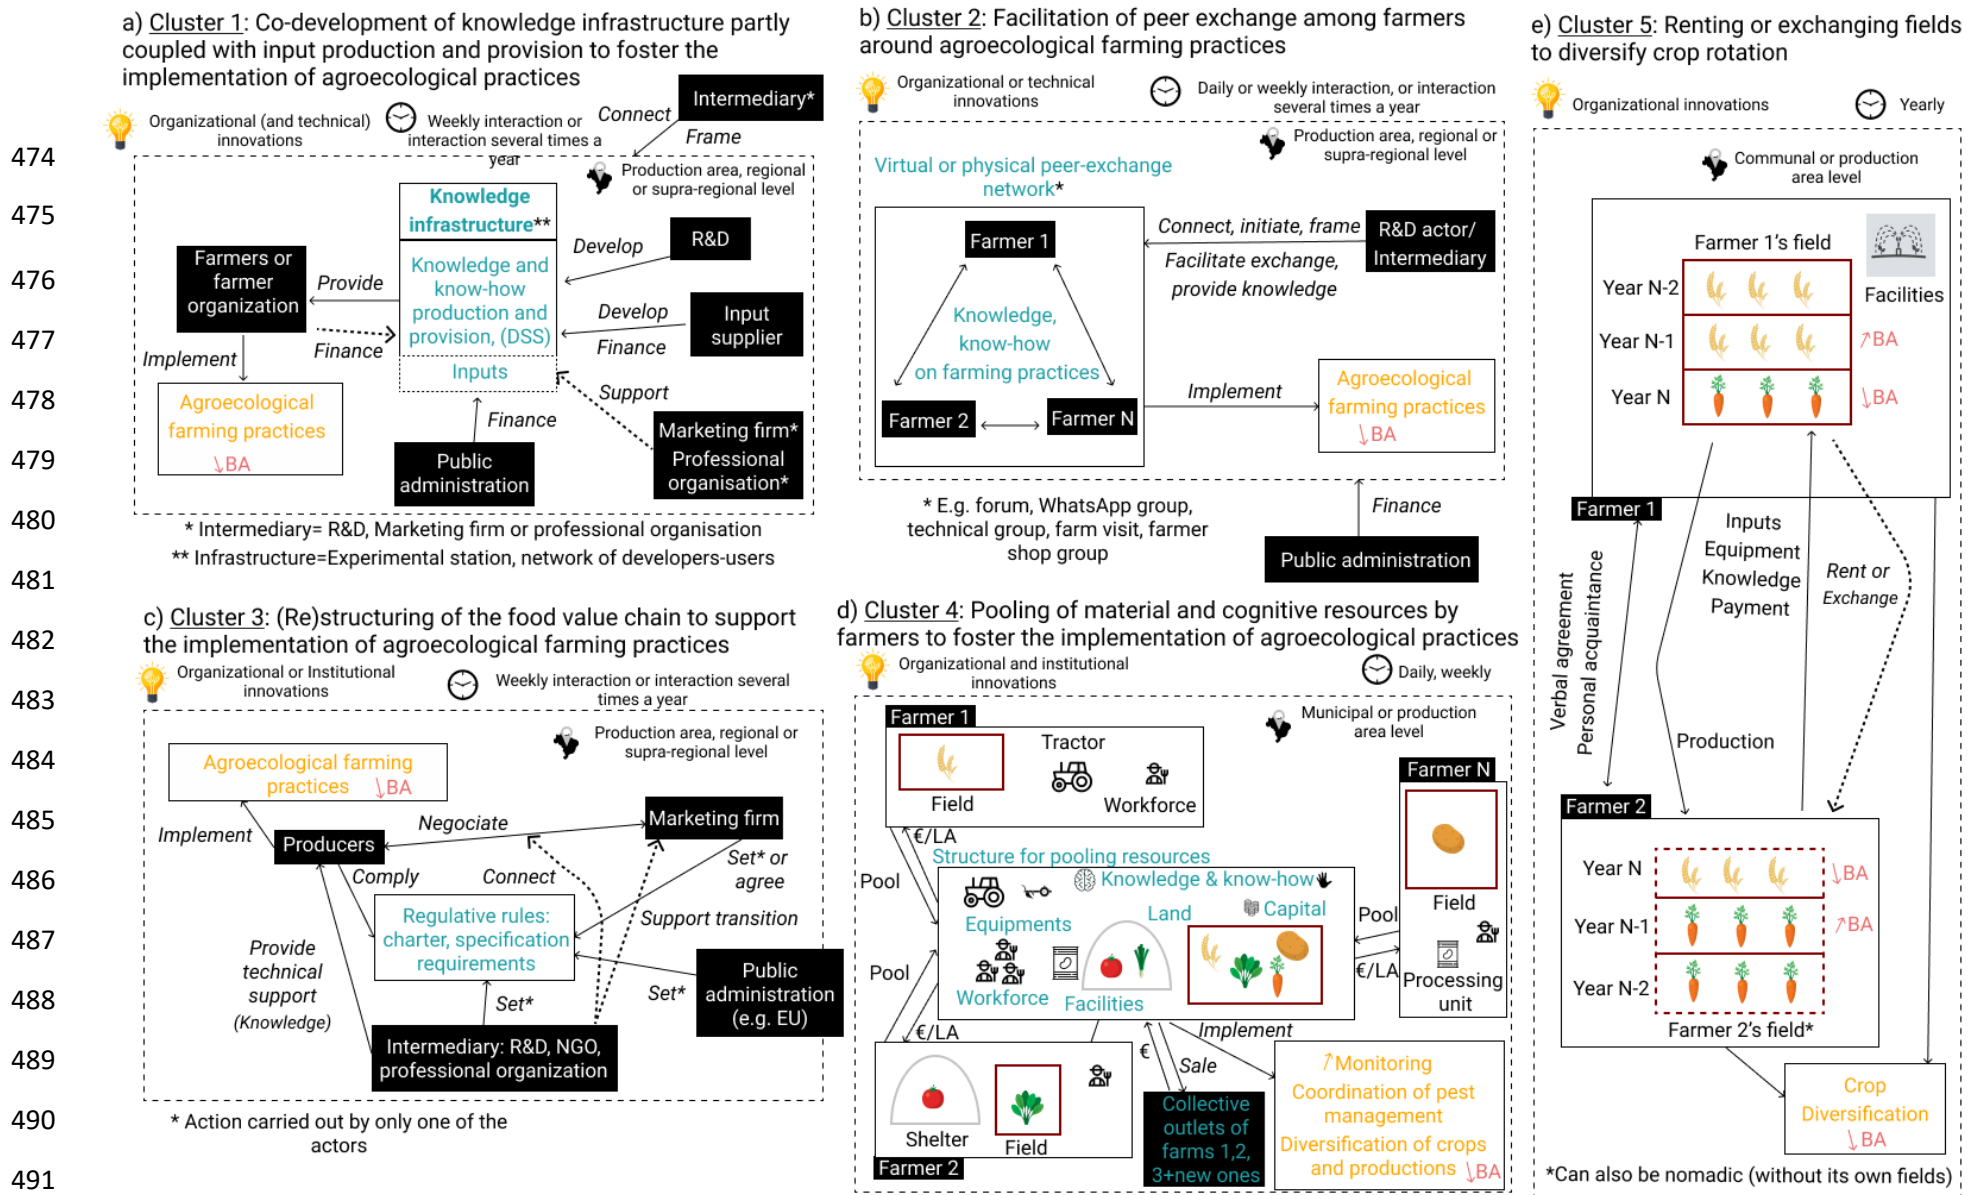 a) Cluster 1: Co-development of knowledge infrastructure partly
coupled with input production and provision to foster the
implementation of agroecological practices
Organizational (and technical)
innovations
Weekly interaction or
interaction several times a
year
Connect
Intermediary*
Frame
Production area, regional
or supra-regional level
Knowledge
infrastructure**
Knowledge and
know-how
production and
provision, (DSS)
Inputs
Develop
R&D
Farmers or
farmer
organization
Provide
Finance
Develop
Finance
Input
supplier
Implement
Agroecological
farming practices
↘BA
Support
Finance
Public
administration
Marketing firm*
Professional
organisation*
* Intermediary= R&D, Marketing firm or professional organisation
** Infrastructure=Experimental station, network of developers-users
b) Cluster 2: Facilitation of peer exchange among farmers
around agroecological farming practices
Organizational or technical
innovations
Daily or weekly interaction, or interaction
several times a year
Production area, regional or
supra-regional level
Virtual or physical peer-exchange
network*
Farmer 1
Knowledge,
know-how
on farming practices
Farmer 2
Farmer N
Connect, initiate, frame
Facilitate exchange,
provide knowledge
R&D actor/
Intermediary
Implement
Agroecological
farming practices
↘BA
* E.g. forum, WhatsApp group,
technical group, farm visit, farmer
shop group
Finance
Public administration
c) Cluster 3: (Re)structuring of the food value chain to support
the implementation of agroecological farming practices
Organizational or Institutional
innovations
Weekly interaction or interaction several
times a year
Production area, regional or
supra-regional level
Agroecological farming
practices ↘BA
Implement
Producers
Negociate
Marketing firm
Comply
Connect
Set* or
agree
Regulative rules:
charter, specification
requirements
Support transition
Provide
technical
support
(Knowledge)
Set*
Set*
Public
administration
(e.g. EU)
Intermediary: R&D, NGO,
professional organization
* Action carried out by only one of the
actors
d) Cluster 4: Pooling of material and cognitive resources by
farmers to foster the implementation of agroecological practices
Organizational and institutional
innovations
Daily, weekly
Municipal or production
area level
Farmer 1
Field
Tractor
Workforce
Farmer N
Field
Processing
unit
€/LA
Pool
Structure for pooling resources
Knowledge & know-how
Equipments
Land
Capital
Workforce
Facilities
Pool
€/LA
Pool
€/LA
Shelter
Field
Farmer 2
€
Sale
Implement
Collective
outlets of
farms 1,2,
3+new ones
↗Monitoring
Coordination of pest
management
Diversification of crops
and productions ↘BA
e) Cluster 5: Renting or exchanging fields
to diversify crop rotation
Organizational innovations
Yearly
Communal or production
area level
Farmer 1's field
Year N-2
Facilities
Year N-1
↗BA
Year N
↘BA
Farmer 1
Verbal agreement
Personal acquaintance
Inputs
Equipment
Knowledge
Payment
Rent or
Exchange
Production
Farmer 2
Year N
↘BA
Year N-1
↗BA
Year N-2
Farmer 2's field*
Crop
Diversification
↘BA
*Can also be nomadic (without its own fields)
474
475
476
477
478
479
480
481
482
483
484
485
486
487
488
489
490
491